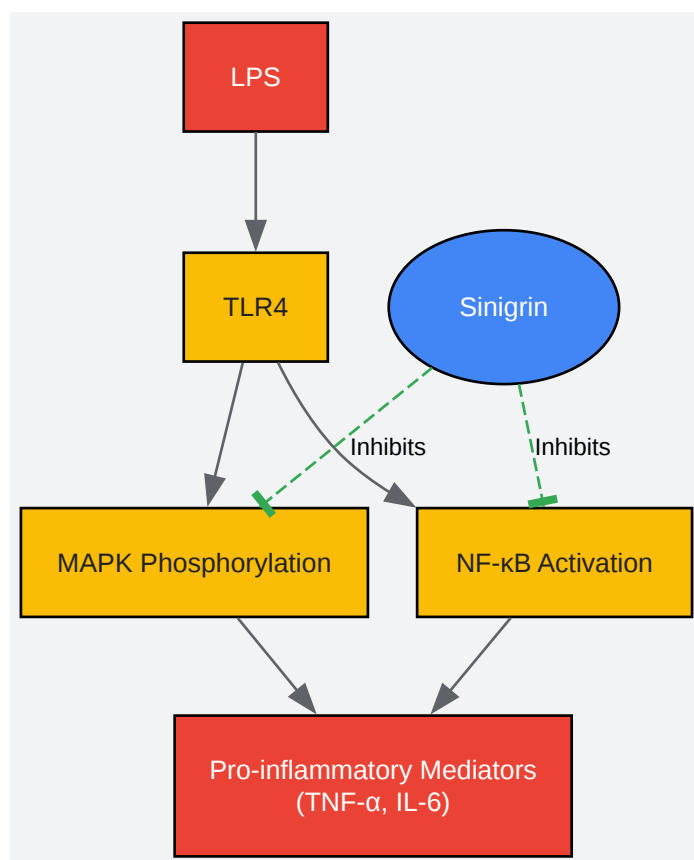 LPS
TLR4
Sinigrin
Inhibits
Inhibits
MAPK Phosphorylation
NF-κB Activation
Pro-inflammatory Mediators
(TNF-α, IL-6)